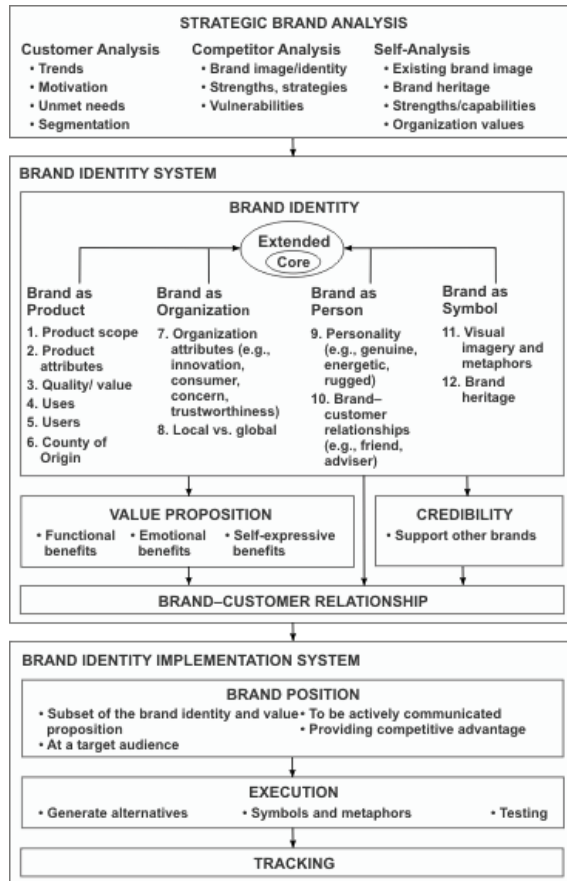 STRATEGIC BRAND ANALYSIS
Customer Analysis
• Trends
• Motivation
• Unmet needs
• Segmentation
Competitor Analysis
• Brand image/identity
• Strengths, strategies
• Vulnerabilities
Self-Analysis
• Existing brand image
• Brand heritage
• Strengths/capabilities
• Organization values
BRAND IDENTITY SYSTEM
BRAND IDENTITY
Extended
Core
Brand as
Product
1. Product scope
2. Product
attributes
3. Quality/ value
4. Uses
5. Users
6. County of
Origin
Brand as
Organization
7. Organization
attributes (e.g.,
innovation,
consumer,
concern,
trustworthiness)
8. Local vs. global
Brand as
Person
9. Personality
(e.g., genuine,
energetic,
rugged)
10. Brand–
customer
relationships
(e.g., friend,
adviser)
Brand as
Symbol
11. Visual
imagery and
metaphors
12. Brand
heritage
VALUE PROPOSITION
• Functional
benefits
• Emotional
benefits
• Self-expressive
benefits
CREDIBILITY
• Support other brands
BRAND–CUSTOMER RELATIONSHIP
BRAND IDENTITY IMPLEMENTATION SYSTEM
BRAND POSITION
• Subset of the brand identity and value
proposition
• At a target audience
• To be actively communicated
• Providing competitive advantage
EXECUTION
• Generate alternatives
• Symbols and metaphors
• Testing
TRACKING